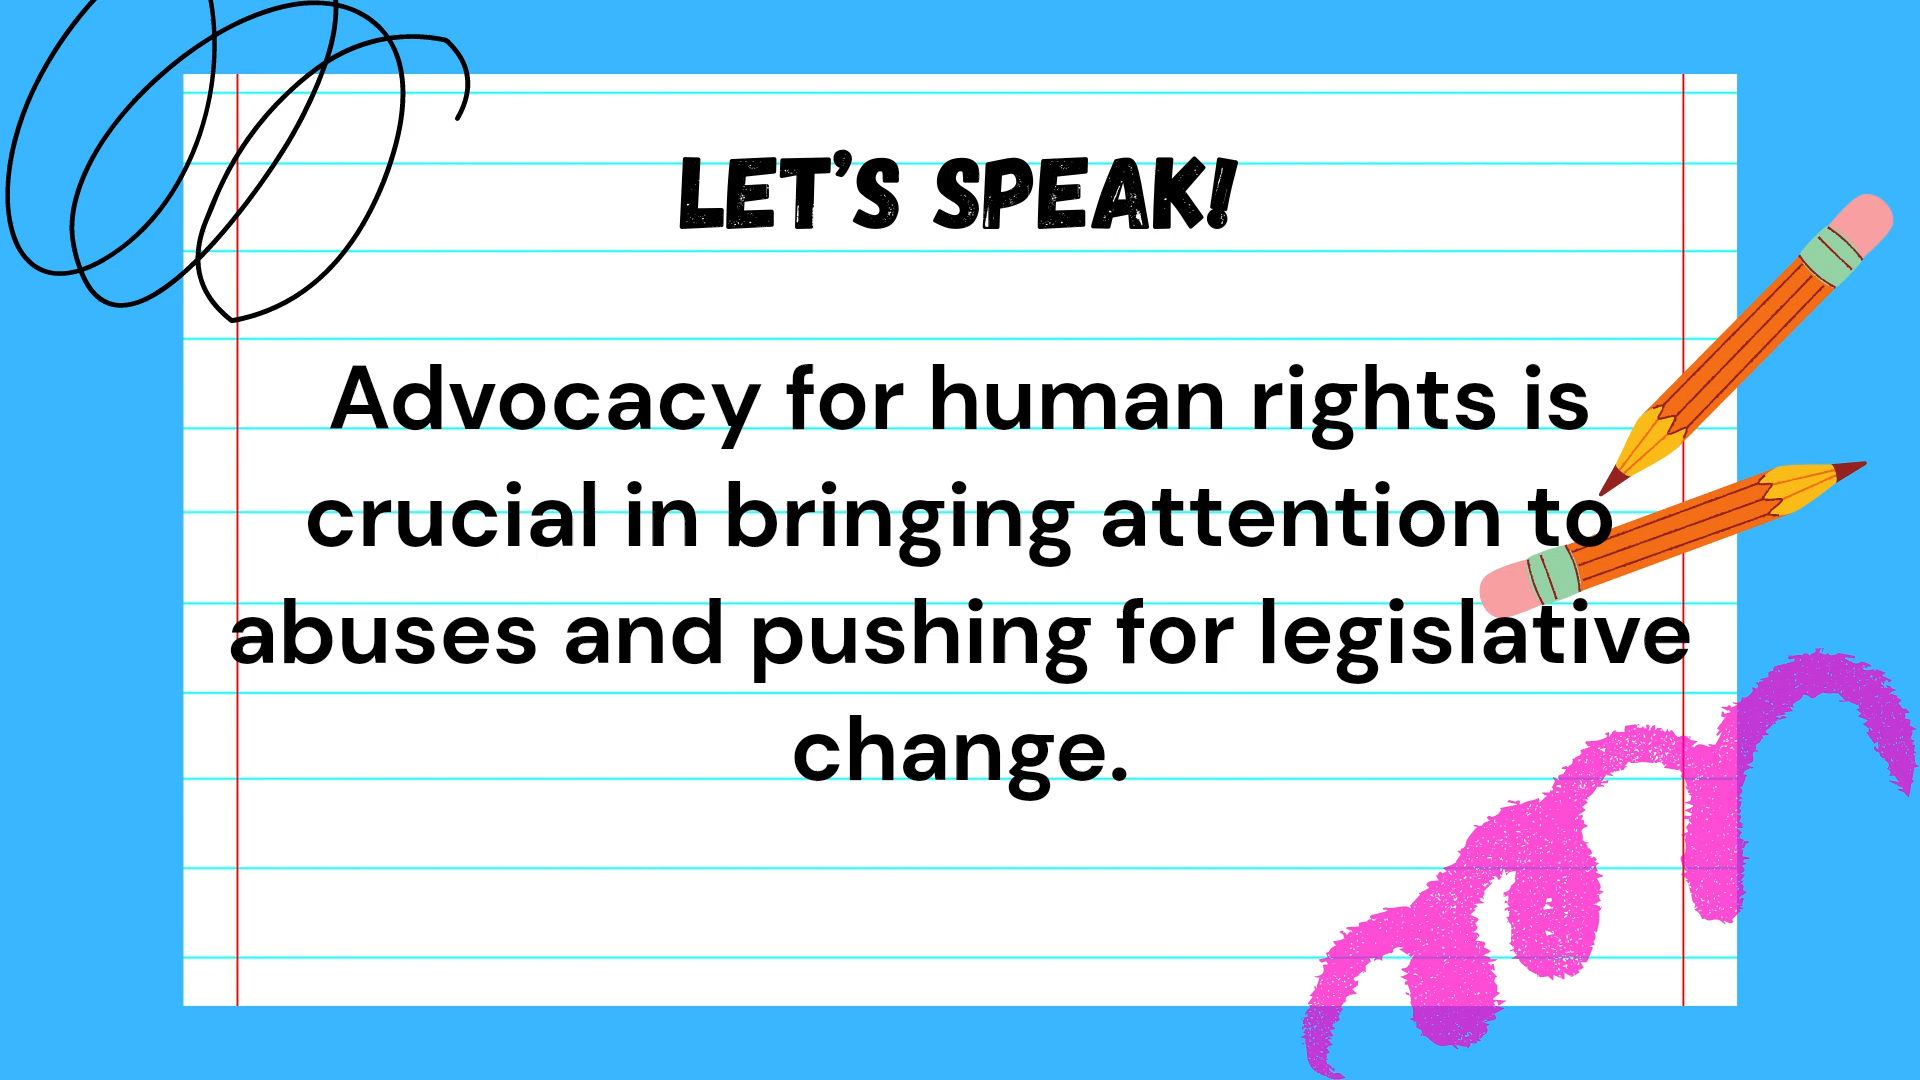 LET'S SPEAK!
Advocacy for human rights is
crucial in bringing attention to
abuses and pushing for legislative
change.